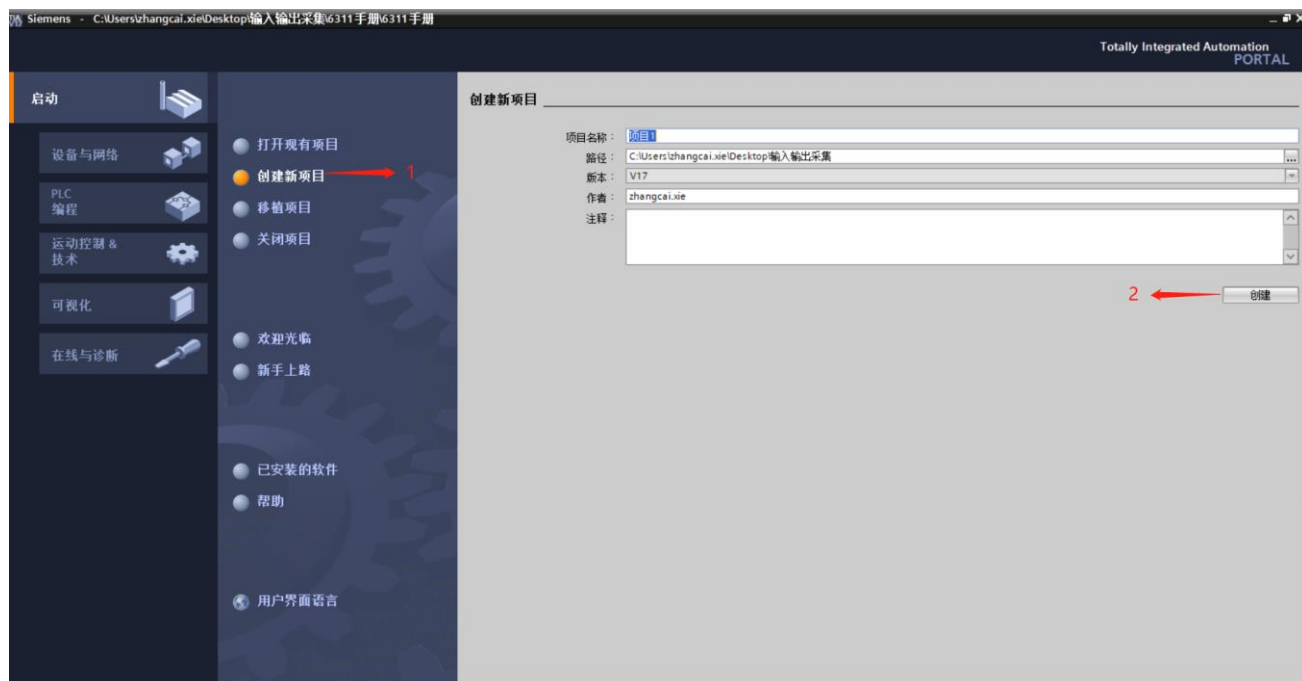 Siemens - C:\Users\zhangcai.xie\Desktop\输入输出采集\6311手册\6311手册
Totally Integrated Automation
PORTAL
启动
设备与网络
PLC
编程
运动控制 &
技术
可视化
在线与诊断
打开现有项目
创建新项目
1
移植项目
关闭项目
欢迎光临
新手上路
已安装的软件
帮助
用户界面语言
创建新项目
项目名称：
项目1
路径：
C:\Users\zhangcai.xie\Desktop\输入输出采集
...
版本：
V17
作者：
zhangcai.xie
注释：
2
创建